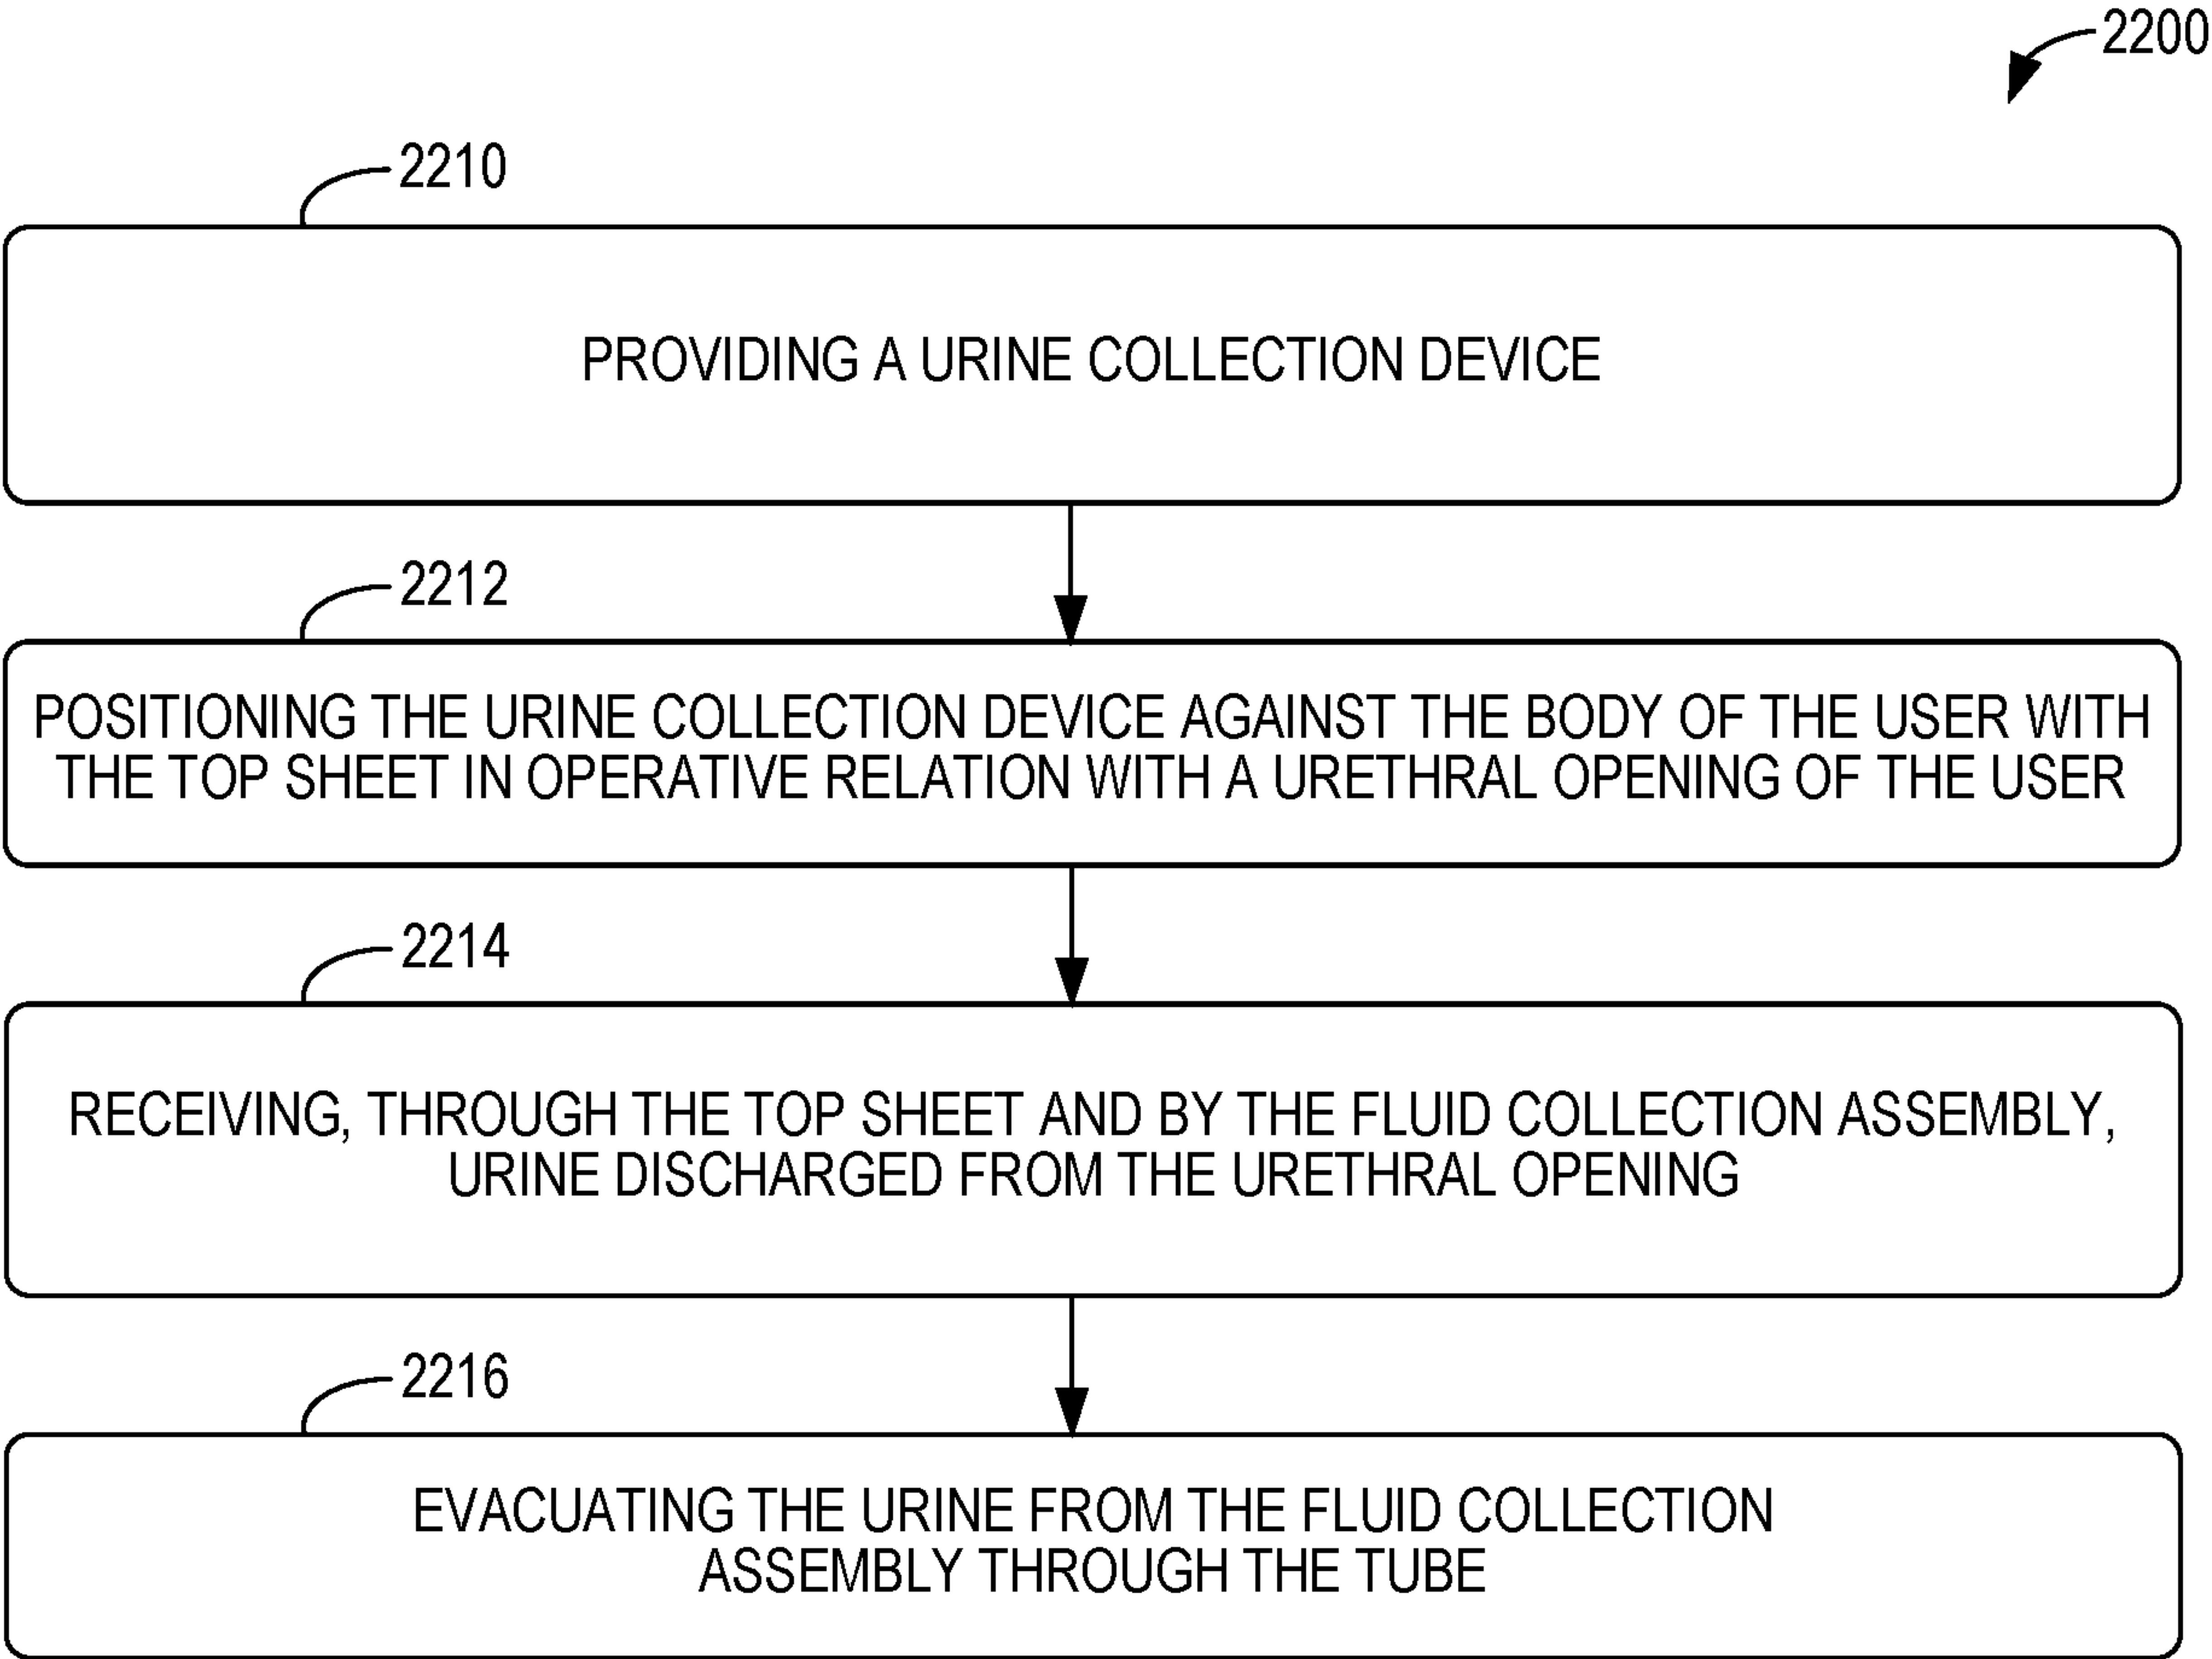 2200
2210
PROVIDING A URINE COLLECTION DEVICE
2212
POSITIONING THE URINE COLLECTION DEVICE AGAINST THE BODY OF THE USER WITH
THE TOP SHEET IN OPERATIVE RELATION WITH A URETHRAL OPENING OF THE USER
2214
RECEIVING, THROUGH THE TOP SHEET AND BY THE FLUID COLLECTION ASSEMBLY,
URINE DISCHARGED FROM THE URETHRAL OPENING
2216
EVACUATING THE URINE FROM THE FLUID COLLECTION
ASSEMBLY THROUGH THE TUBE